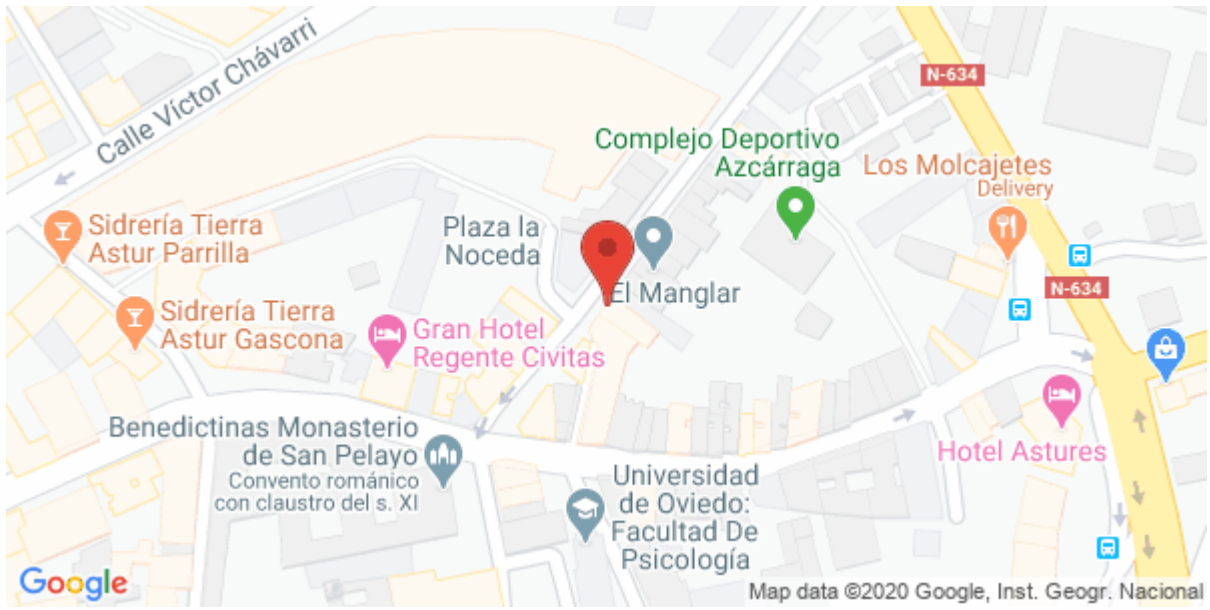 Calle Víctor Chávarri
N-634
Complejo Deportivo
Azcárraga
Los Molcajetes
Delivery
Sidrería Tierra
Astur Parrilla
Plaza la
Noceda
El Manglar
N-634
Sidrería Tierra
Astur Gascona
Gran Hotel
Regente Civitas
Benedictinas Monasterio
de San Pelayo
Convento románico
con claustro del s. XI
Hotel Astures
Universidad
de Oviedo:
Facultad De
Psicología
Google
Map data ©2020 Google, Inst. Geogr. Nacional